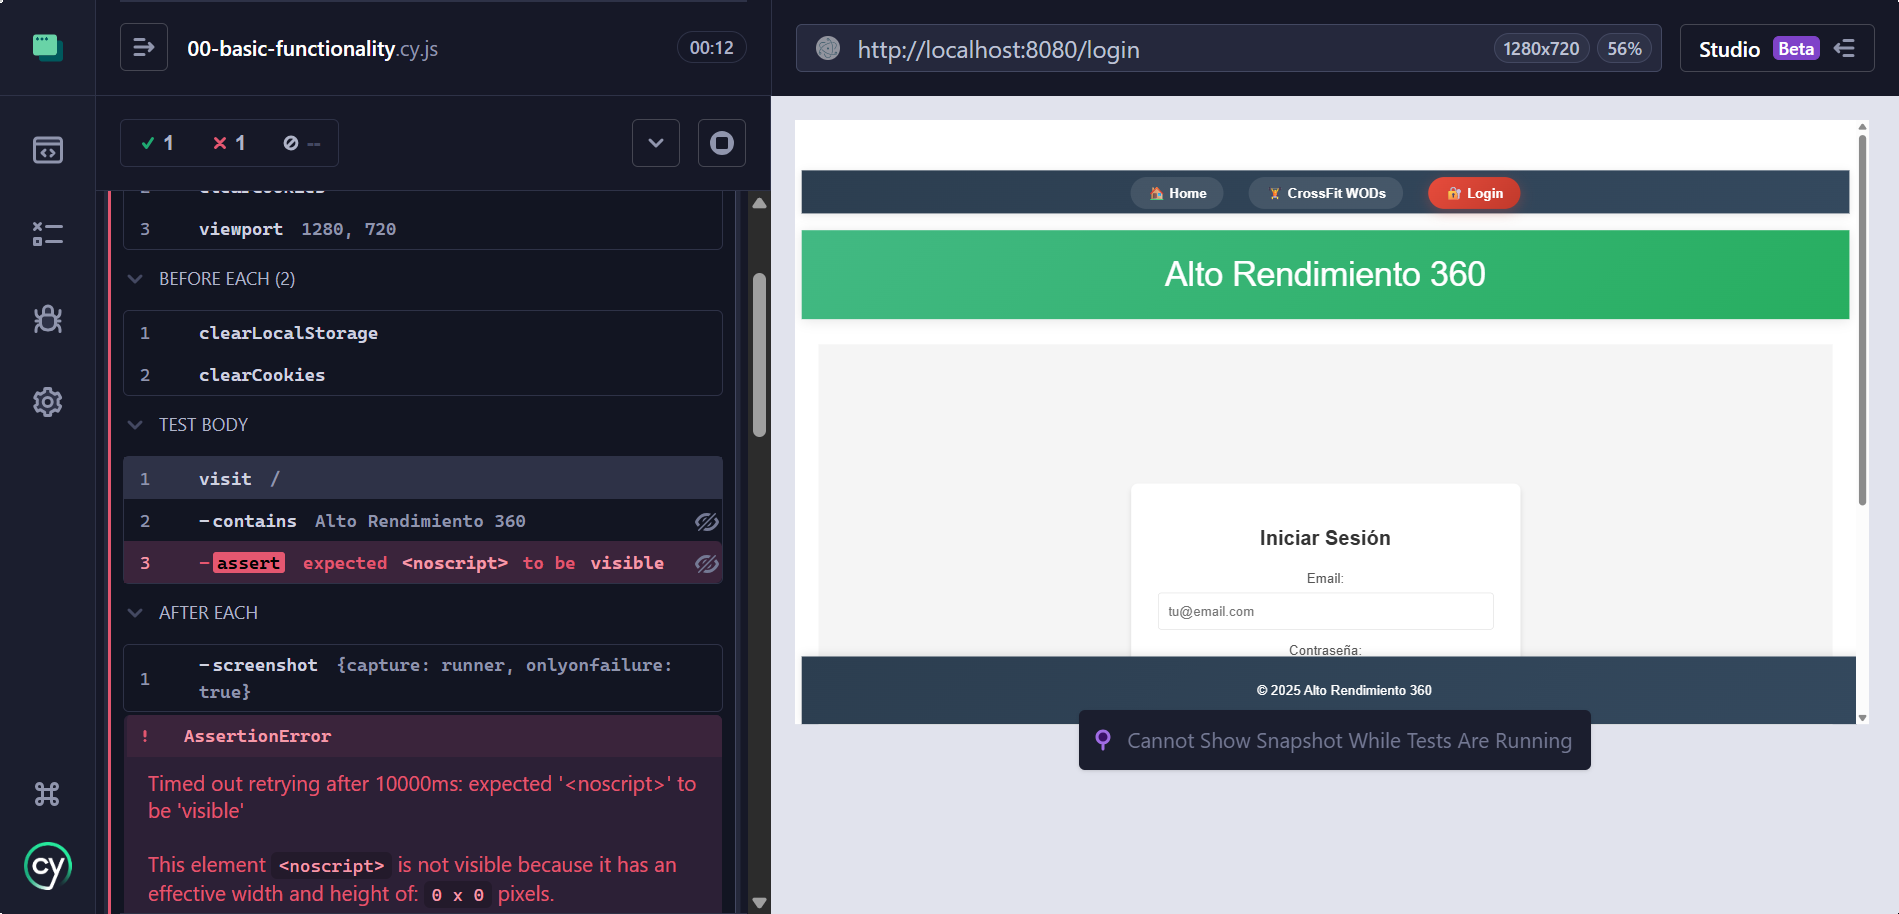 00-basic-functionality.cy.js
00:12
1
1
--
2 clearCookies
3 viewport 1280, 720
BEFORE EACH (2)
1 clearLocalStorage
2 clearCookies
TEST BODY
1 visit /
2 -contains Alto Rendimiento 360
3 -assert expected <noscript> to be visible
AFTER EACH
1 -screenshot {capture: runner, onlyonfailure:
true}
! AssertionError
Timed out retrying after 10000ms: expected '<noscript>' to
be 'visible'
This element <noscript> is not visible because it has an
effective width and height of: 0 x 0 pixels.
cy
http://localhost:8080/login
1280x720
56%
Studio Beta
Home
CrossFit WODs
Login
Alto Rendimiento 360
Iniciar Sesión
Email:
tu@email.com
Contraseña:
© 2025 Alto Rendimiento 360
Cannot Show Snapshot While Tests Are Running